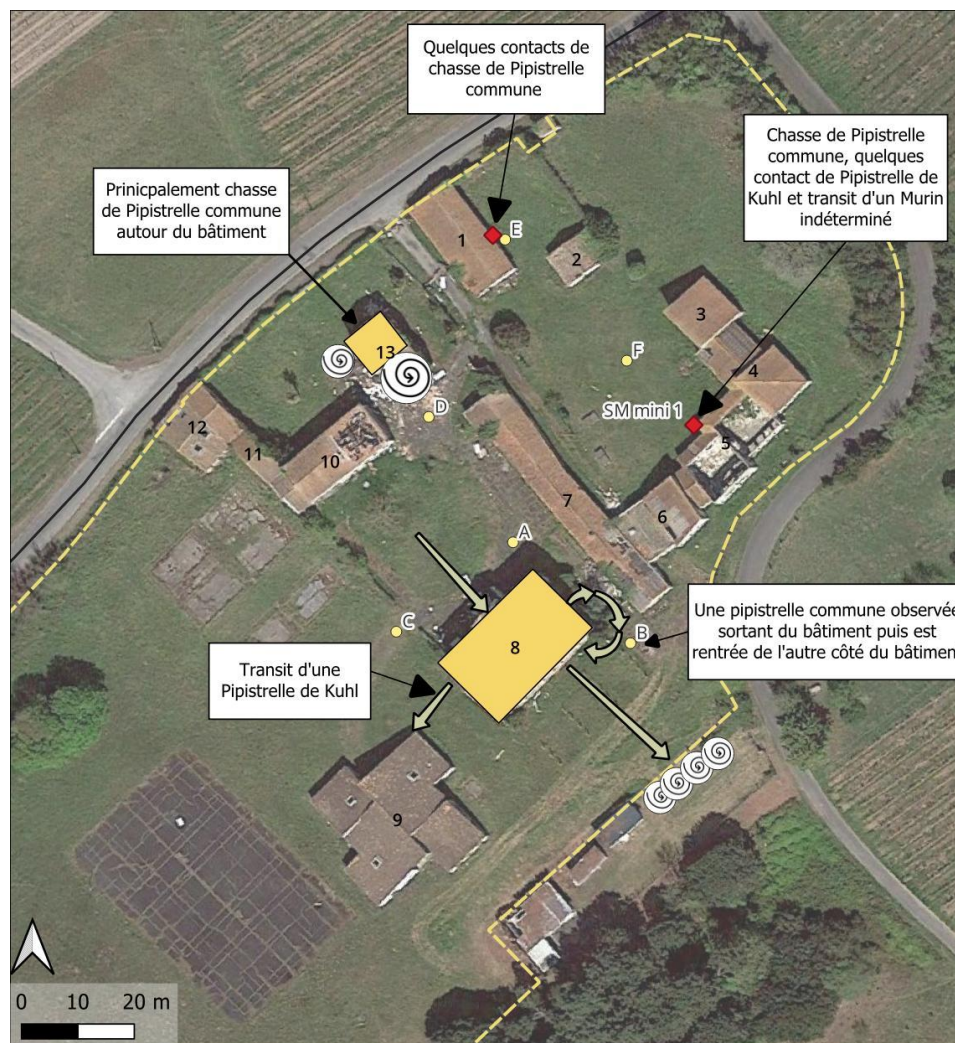 Quelques contacts de
chasse de Pipistrelle
commune
Chasse de Pipistrelle
commune, quelques
contact de Pipistrelle de
Kuhl et transit d'un Murin
indéterminé
Prinicpalement chasse
de Pipistrelle commune
autour du bâtiment
1
E
2
3
13
F
4
D
SM mini 1
12
11
10
5
7
6
A
C
8
B
Une pipistrelle commune observée
sortant du bâtiment puis est
rentrée de l'autre côté du bâtimen
Transit d'une
Pipistrelle de Kuhl
9
0 10 20 m